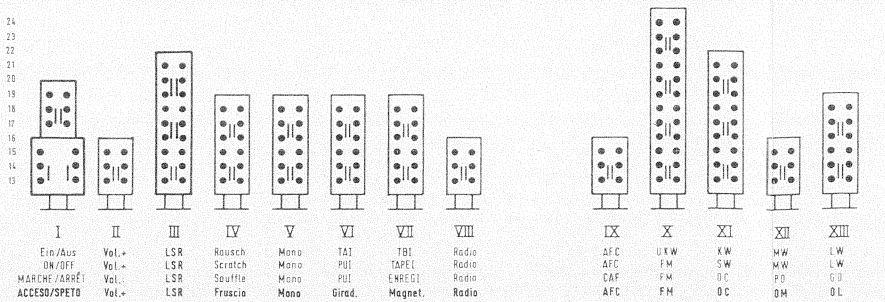 24
23
22
21
20
19
18
17
16
15
14
13
I II III IV V VI VII VIII IX X XI XII XIII
Ein/Aus Vol.+ LSR Rausch Mono TAI TBI Radio AFC UKW KW MW LW
ON/OFF Vol.+ LSR Scratch Mono PUI TAPEI Radio AFC FM SW MW LW
MARCHE/ARRÊT Vol. LSR Souffle Mono PUI ENREGI Radio CAF FM OC PO GO
ACCESO/SPETO Vol.+ LSR Fruscio Mono Girad. Magnet. Radio AFC FM OC OM OL